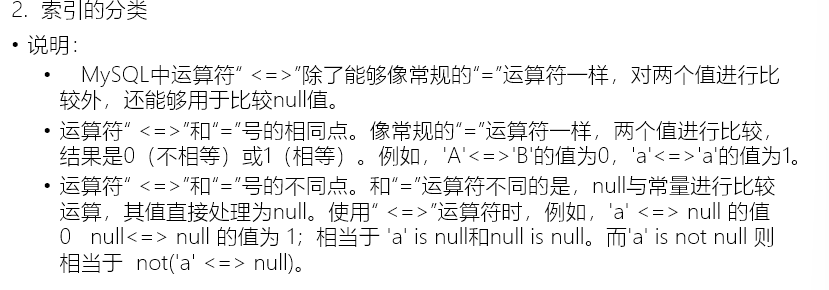 2. 索引的分类
• 说明：
• MySQL中运算符“ <=>”除了能够像常规的“=”运算符一样，对两个值进行比
较外，还能够用于比较null值。
• 运算符“ <=>”和“=”号的相同点。像常规的“=”运算符一样，两个值进行比较，
结果是0（不相等）或1（相等）。例如，'A'<=>'B'的值为0，'a'<=>'a'的值为1。
• 运算符“ <=>”和“=”号的不同点。和“=”运算符不同的是，null与常量进行比较
运算，其值直接处理为null。使用“ <=>”运算符时，例如，'a' <=> null 的值
0 null<=> null 的值为 1；相当于 'a' is null和null is null。而'a' is not null 则
相当于 not('a' <=> null)。